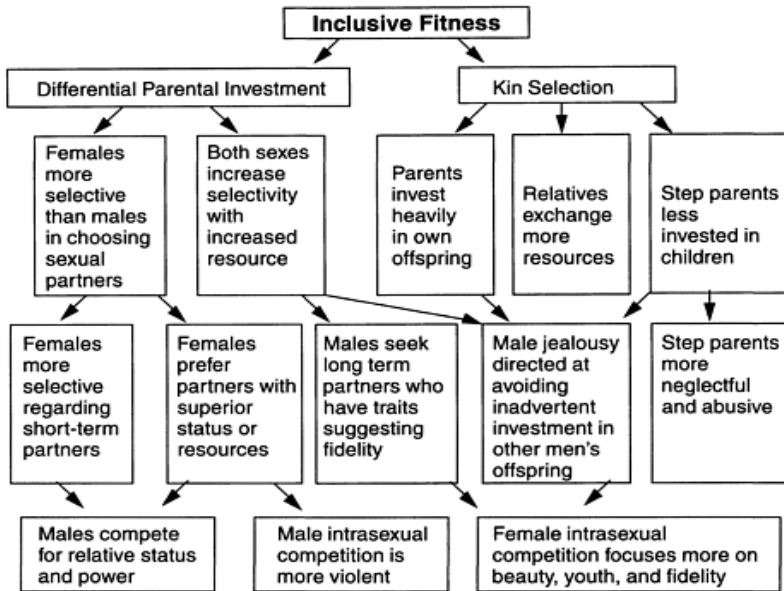 Inclusive Fitness
Differential Parental Investment
Kin Selection
Females
more
selective
than males
in choosing
sexual
partners
Both sexes
increase
selectivity
with
increased
resource
Parents
invest
heavily
in own
offspring
Relatives
exchange
more
resources
Step parents
less
invested in
children
Females
more
selective
regarding
short-term
partners
Females
prefer
partners with
superior
status or
resources
Males seek
long term
partners who
have traits
suggesting
fidelity
Male jealousy
directed at
avoiding
inadvertent
investment in
other men's
offspring
Step parents
more
neglectful
and abusive
Males compete
for relative status
and power
Male intrasexual
competition is
more violent
Female intrasexual
competition focuses more on
beauty, youth, and fidelity